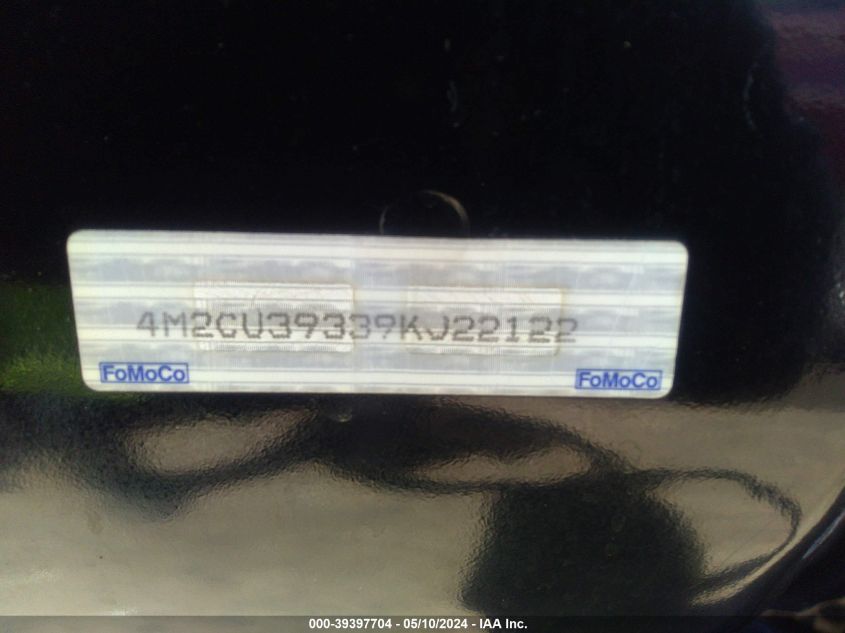 4M2CU39339KJ22122
FoMoCo FoMoCo
000-39397704 - 05/10/2024 - IAA Inc.